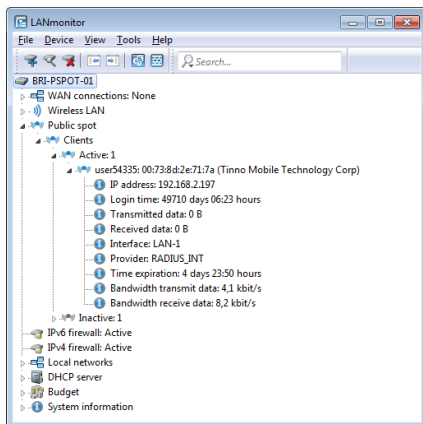 LANmonitor
File Device View Tools Help
Search...
BRI-PSPOT-01
WAN connections: None
Wireless LAN
Public spot
Clients
Active: 1
user54335: 00:73:8d:2e:71:7a (Tinno Mobile Technology Corp)
IP address: 192.168.2.197
Login time: 49710 days 06:23 hours
Transmitted data: 0 B
Received data: 0 B
Interface: LAN-1
Provider: RADIUS_INT
Time expiration: 4 days 23:50 hours
Bandwidth transmit data: 4,1 kbit/s
Bandwidth receive data: 8,2 kbit/s
Inactive: 1
IPv6 firewall: Active
IPv4 firewall: Active
Local networks
DHCP server
Budget
System information